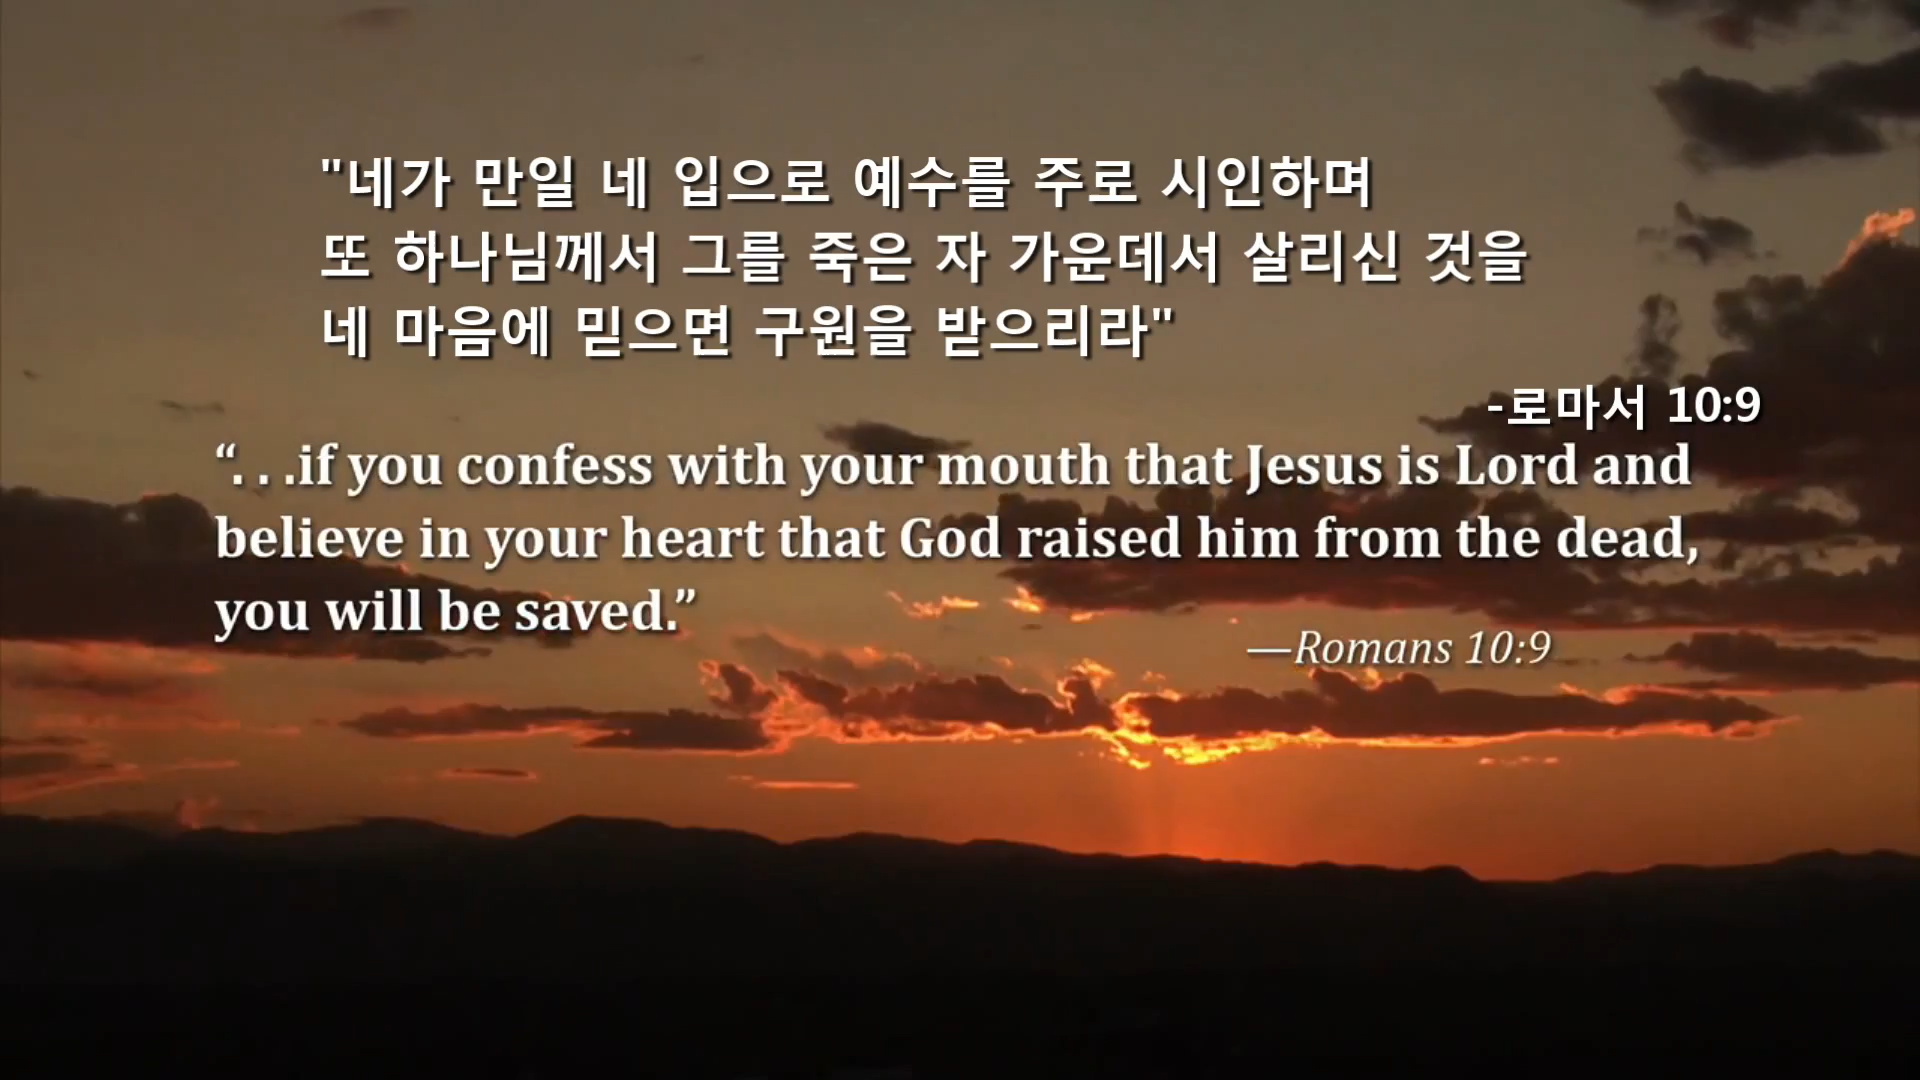 "네가 만일 네 입으로 예수를 주로 시인하며
또 하나님께서 그를 죽은 자 가운데서 살리신 것을
네 마음에 믿으면 구원을 받으리라"
-로마서 10:9
“. . .if you confess with your mouth that Jesus is Lord and
believe in your heart that God raised him from the dead,
you will be saved.”
—Romans 10:9